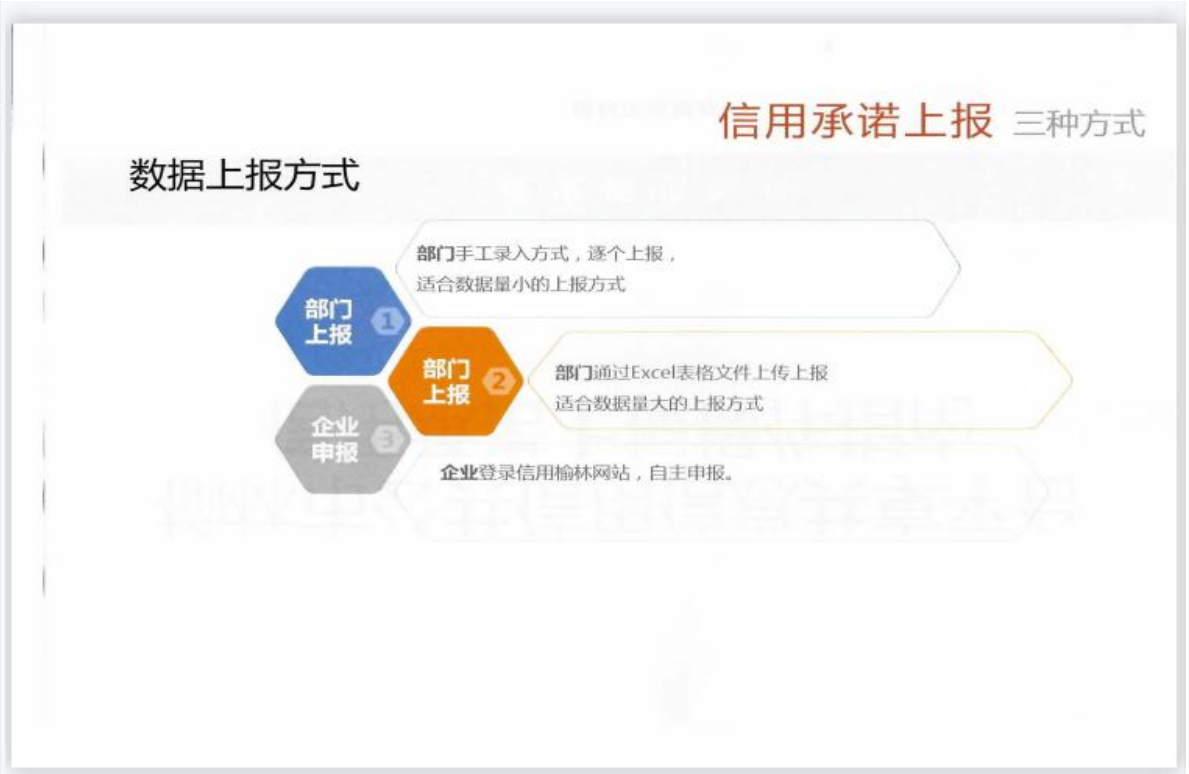 信用承诺上报 三种方式
数据上报方式
部门手工录入方式，逐个上报，
适合数据量小的上报方式
部门
上报
1
部门
上报
2
部门通过Excel表格文件上传上报
适合数据量大的上报方式
企业
申报
3
企业登录信用榆林网站，自主申报。